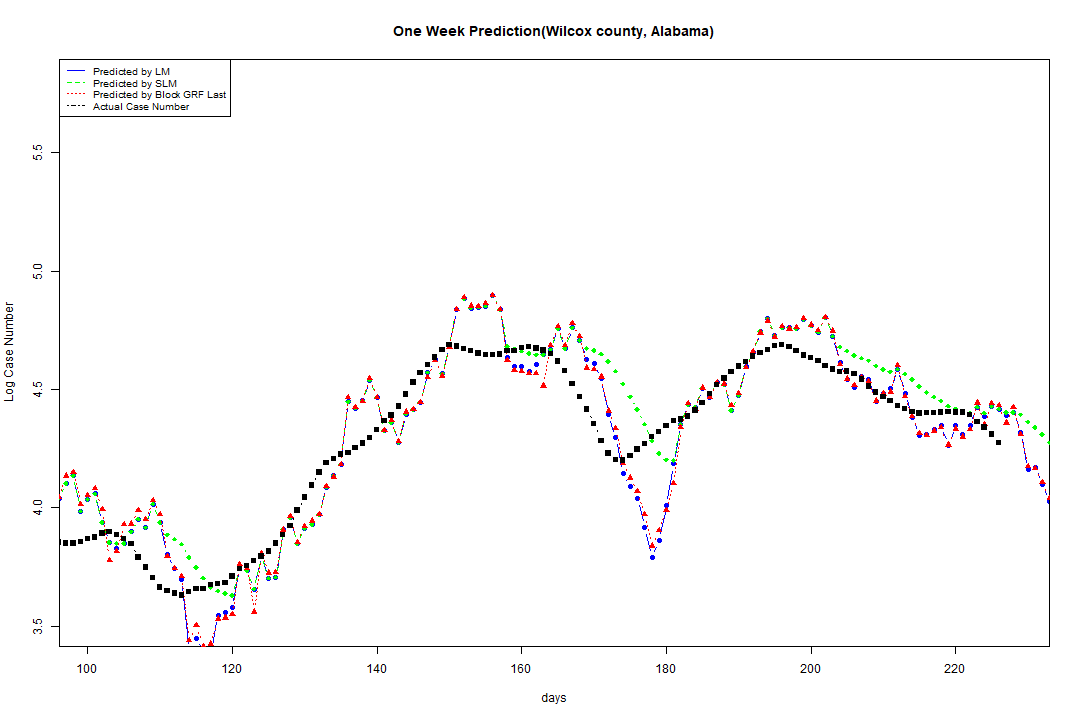 One Week Prediction(Wilcox county, Alabama)
Predicted by LM
Predicted by SLM
Predicted by Block GRF Last
Actual Case Number
Log Case Number
5.5
5.0
4.5
4.0
3.5
100 120 140 160 180 200 220
days